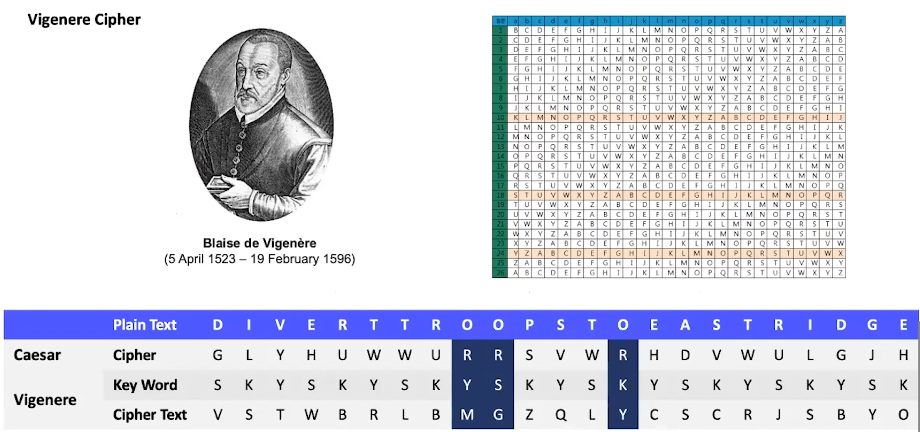 Vigenere Cipher
a b c d e f g h i j k l m n o p q r s t u v w x y z
1 B C D E F G H I J K L M N O P Q R S T U V W X Y Z A
2 C D E F G H I J K L M N O P Q R S T U V W X Y Z A B
3 D E F G H I J K L M N O P Q R S T U V W X Y Z A B C
4 E F G H I J K L M N O P Q R S T U V W X Y Z A B C D
5 F G H I J K L M N O P Q R S T U V W X Y Z A B C D E
6 G H I J K L M N O P Q R S T U V W X Y Z A B C D E F
7 H I J K L M N O P Q R S T U V W X Y Z A B C D E F G
8 I J K L M N O P Q R S T U V W X Y Z A B C D E F G H
9 J K L M N O P Q R S T U V W X Y Z A B C D E F G H I
10 K L M N O P Q R S T U V W X Y Z A B C D E F G H I J
11 L M N O P Q R S T U V W X Y Z A B C D E F G H I J K
12 M N O P Q R S T U V W X Y Z A B C D E F G H I J K L
13 N O P Q R S T U V W X Y Z A B C D E F G H I J K L M
14 O P Q R S T U V W X Y Z A B C D E F G H I J K L M N
15 P Q R S T U V W X Y Z A B C D E F G H I J K L M N O
16 Q R S T U V W X Y Z A B C D E F G H I J K L M N O P
17 R S T U V W X Y Z A B C D E F G H I J K L M N O P Q
18 S T U V W X Y Z A B C D E F G H I J K L M N O P Q R
19 T U V W X Y Z A B C D E F G H I J K L M N O P Q R S
20 U V W X Y Z A B C D E F G H I J K L M N O P Q R S T
21 V W X Y Z A B C D E F G H I J K L M N O P Q R S T U
22 W X Y Z A B C D E F G H I J K L M N O P Q R S T U V
23 X Y Z A B C D E F G H I J K L M N O P Q R S T U V W
24 Y Z A B C D E F G H I J K L M N O P Q R S T U V W X
25 Z A B C D E F G H I J K L M N O P Q R S T U V W X Y
26 A B C D E F G H I J K L M N O P Q R S T U V W X Y Z
Blaise de Vigenère
(5 April 1523 – 19 February 1596)
Plain Text D I V E R T T R O O P S T O E A S T R I D G E
Caesar Cipher G L Y H U W W U R R S V W R H D V W U L G J H
Vigenere
Key Word S K Y S K Y S K Y S K Y S K Y S K Y S K Y S K
Cipher Text V S T W B R L B M G Z Q L Y C S C R J S B Y O